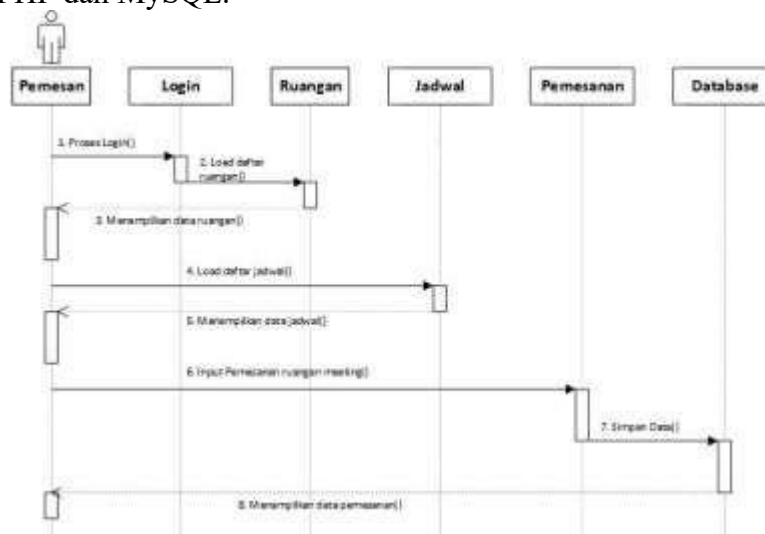 PHP dan MySQL.
Pemesan
Login
Ruangan
Jadwal
Pemesanan
Database
1. Proses Login()
2. Load daftar
ruangan()
3. Menampilkan data ruangan()
4. Load daftar jadwal()
5. Menampilkan data jadwal()
6. Input Pemesanan ruangan meeting()
7. Simpan Data()
8. Menampilkan data pemesanan()